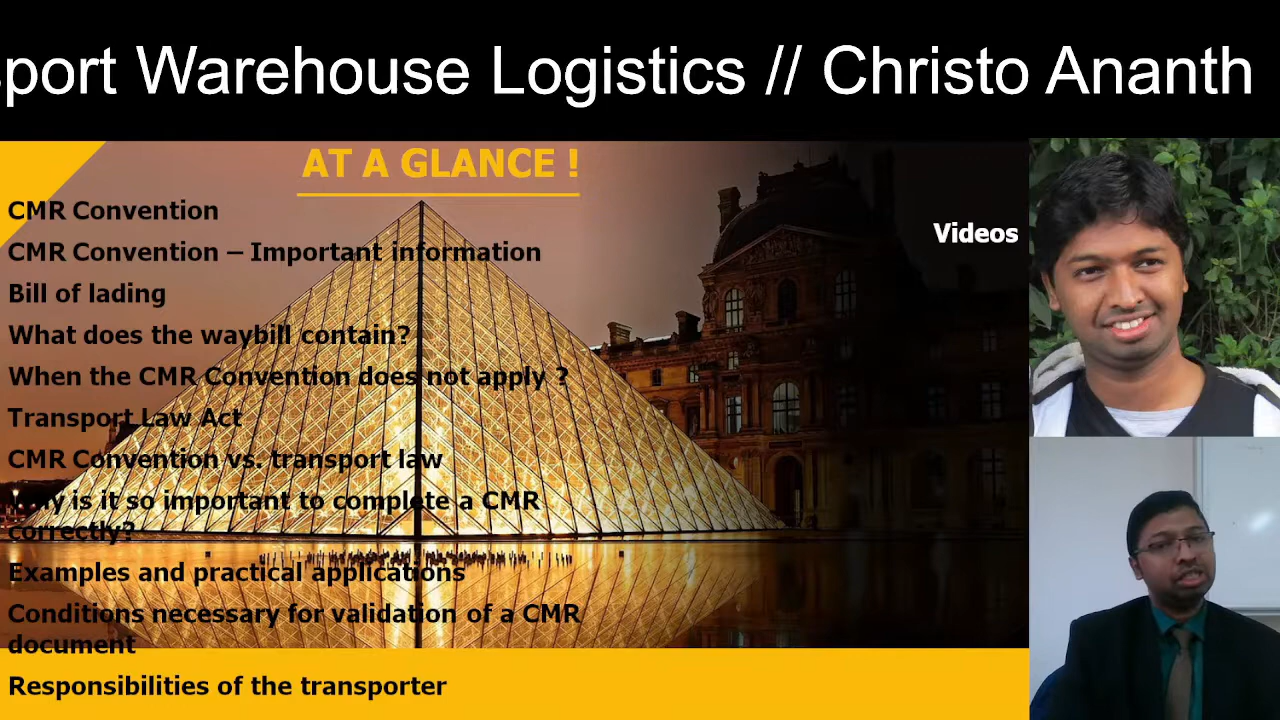 port Warehouse Logistics // Christo Ananth
AT A GLANCE !
CMR Convention
CMR Convention – Important information
Bill of lading
What does the waybill contain?
When the CMR Convention does not apply ?
Transport Law Act
CMR Convention vs. transport law
Why is it so important to complete a CMR
correctly?
Examples and practical applications
Conditions necessary for validation of a CMR
document
Responsibilities of the transporter
Videos